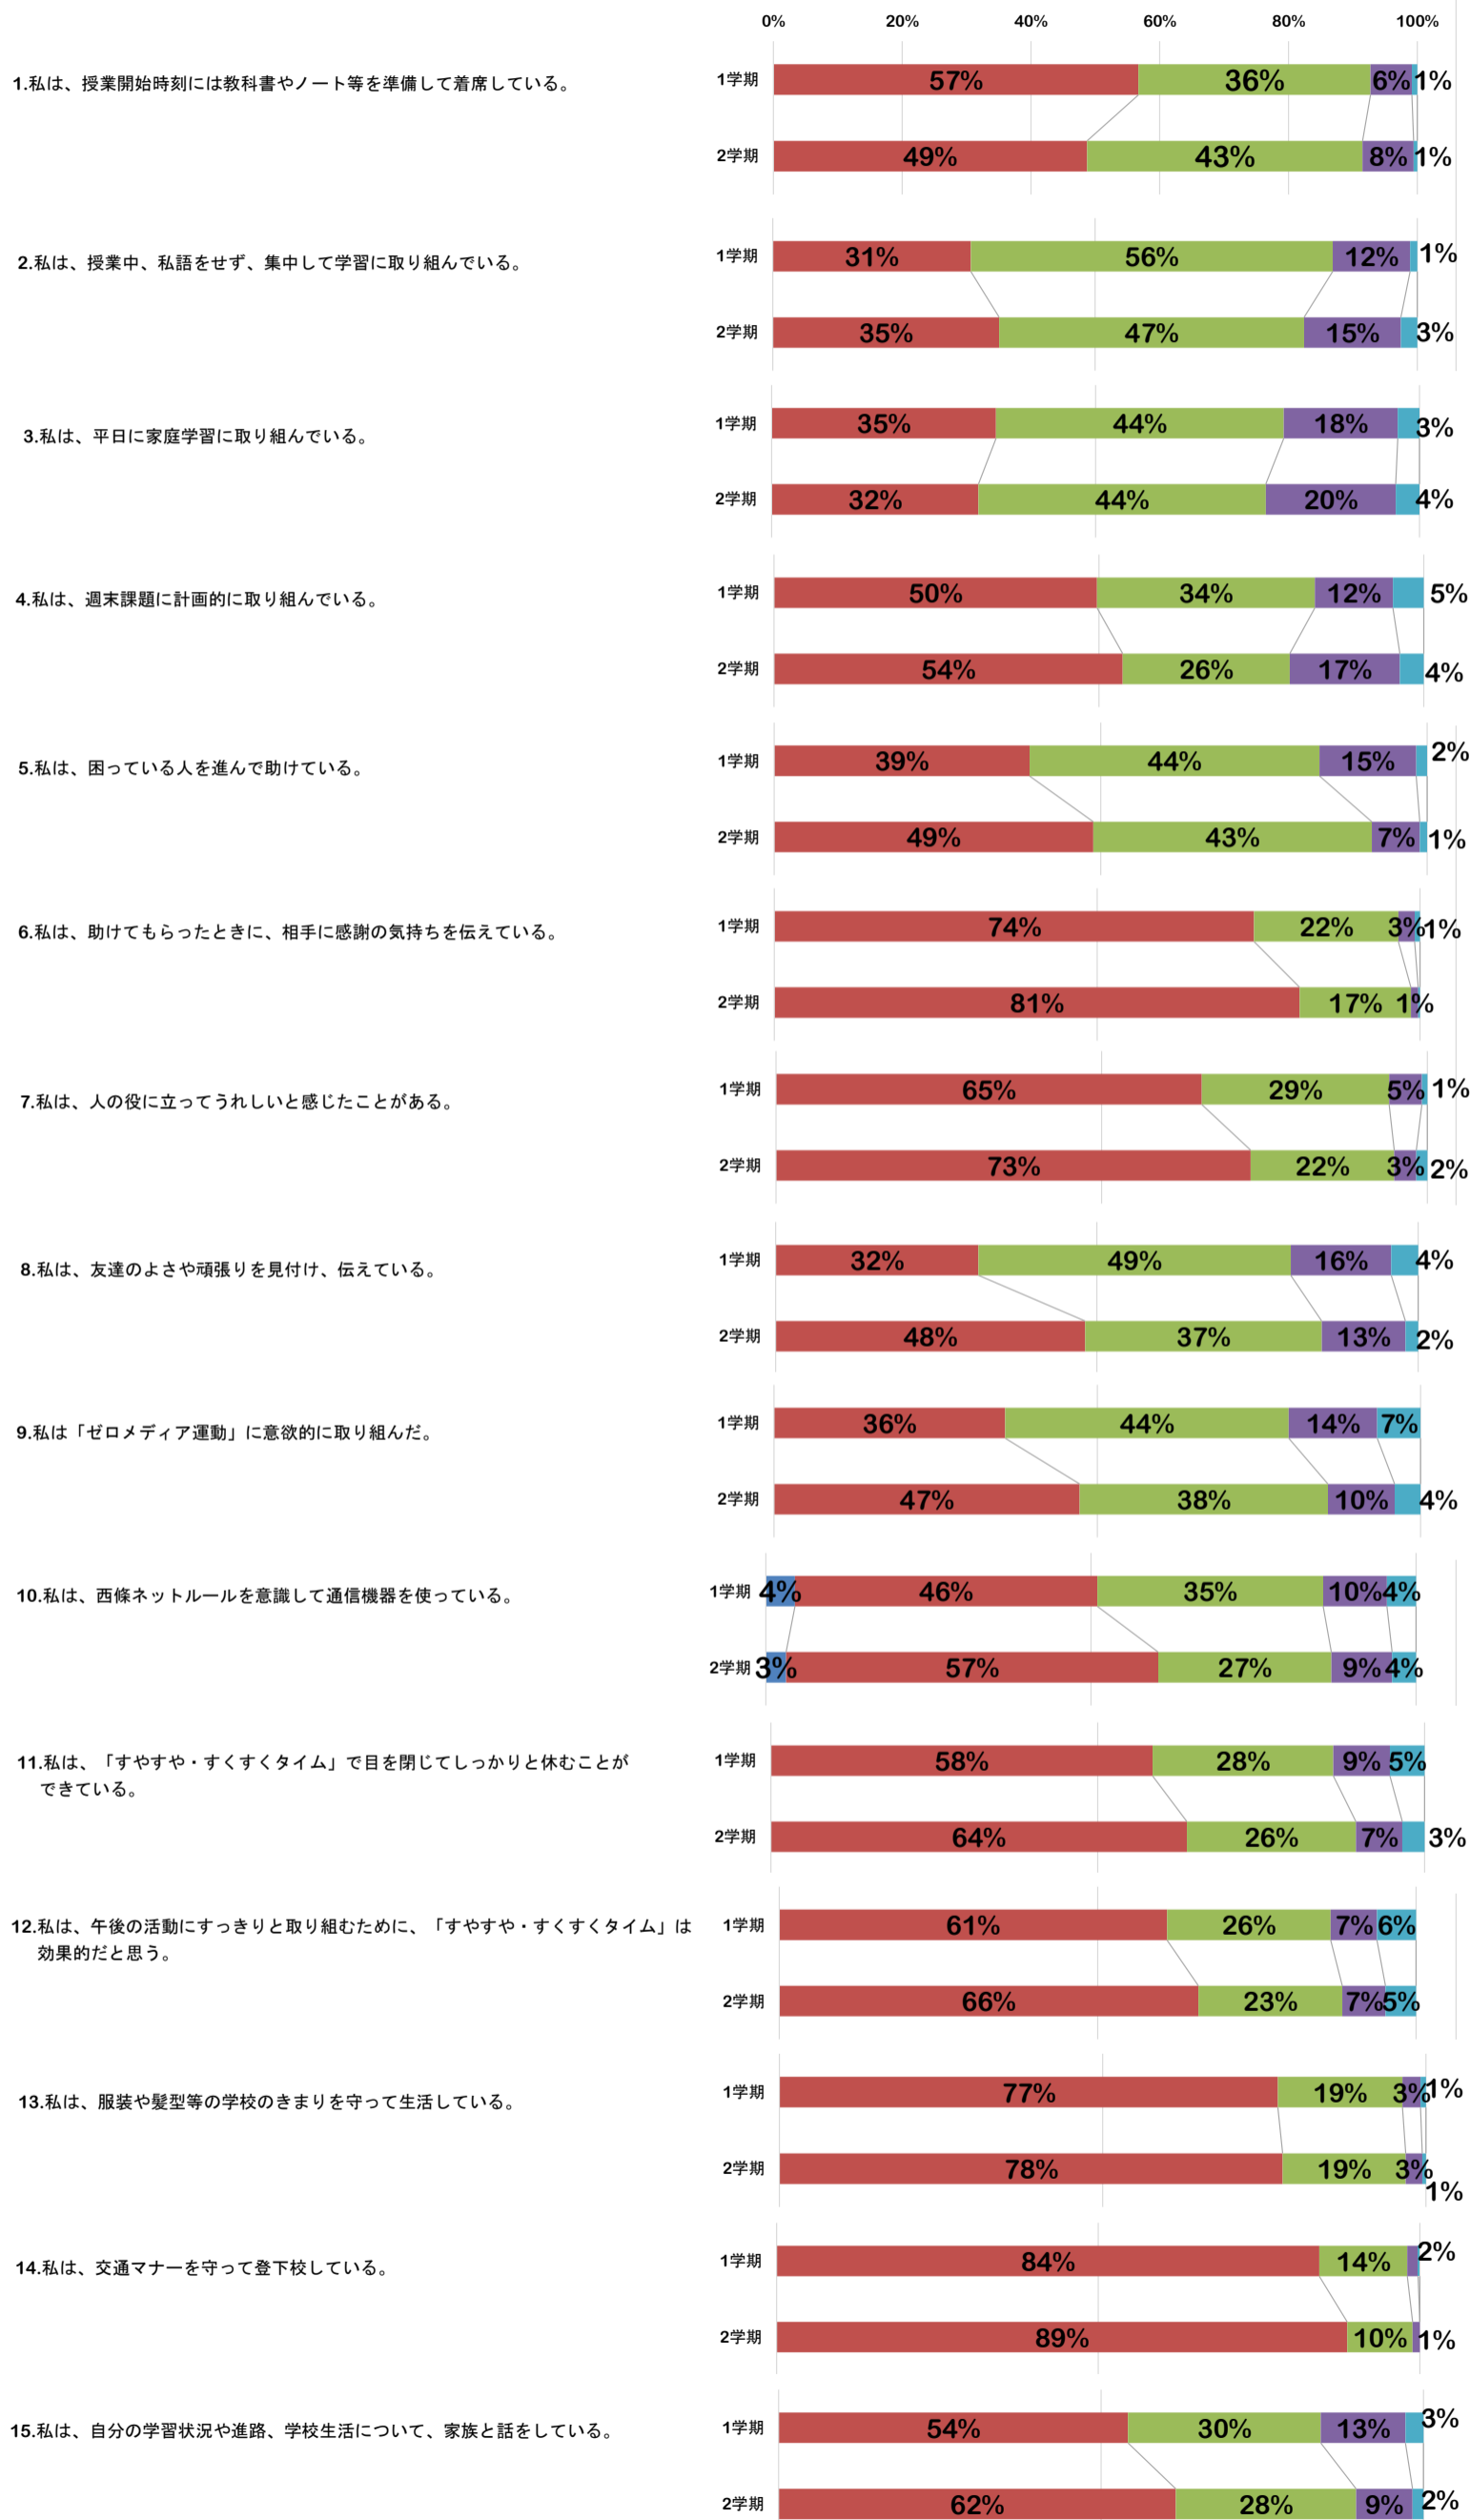 0% 20% 40% 60% 80% 100%
1.私は、授業開始時刻には教科書やノート等を準備して着席している。
1学期 57% 36% 6% 1%
2学期 49% 43% 8% 1%
2.私は、授業中、私語をせず、集中して学習に取り組んでいる。
1学期 31% 56% 12% 1%
2学期 35% 47% 15% 3%
3.私は、平日に家庭学習に取り組んでいる。
1学期 35% 44% 18% 3%
2学期 32% 44% 20% 4%
4.私は、週末課題に計画的に取り組んでいる。
1学期 50% 34% 12% 5%
2学期 54% 26% 17% 4%
5.私は、困っている人を進んで助けている。
1学期 39% 44% 15% 2%
2学期 49% 43% 7% 1%
6.私は、助けてもらったときに、相手に感謝の気持ちを伝えている。
1学期 74% 22% 3% 1%
2学期 81% 17% 1%
7.私は、人の役に立ってうれしいと感じたことがある。
1学期 65% 29% 5% 1%
2学期 73% 22% 3% 2%
8.私は、友達のよさや頑張りを見付け、伝えている。
1学期 32% 49% 16% 4%
2学期 48% 37% 13% 2%
9.私は「ゼロメディア運動」に意欲的に取り組んだ。
1学期 36% 44% 14% 7%
2学期 47% 38% 10% 4%
10.私は、西條ネットルールを意識して通信機器を使っている。
1学期 4% 46% 35% 10% 4%
2学期 3% 57% 27% 9% 4%
11.私は、「すやすや・すくすくタイム」で目を閉じてしっかりと休むことが
できている。
1学期 58% 28% 9% 5%
2学期 64% 26% 7% 3%
12.私は、午後の活動にすっきりと取り組むために、「すやすや・すくすくタイム」は
効果的だと思う。
1学期 61% 26% 7% 6%
2学期 66% 23% 7% 5%
13.私は、服装や髪型等の学校のきまりを守って生活している。
1学期 77% 19% 3% 1%
2学期 78% 19% 3% 1%
14.私は、交通マナーを守って登下校している。
1学期 84% 14% 2%
2学期 89% 10% 1%
15.私は、自分の学習状況や進路、学校生活について、家族と話をしている。
1学期 54% 30% 13% 3%
2学期 62% 28% 9% 2%